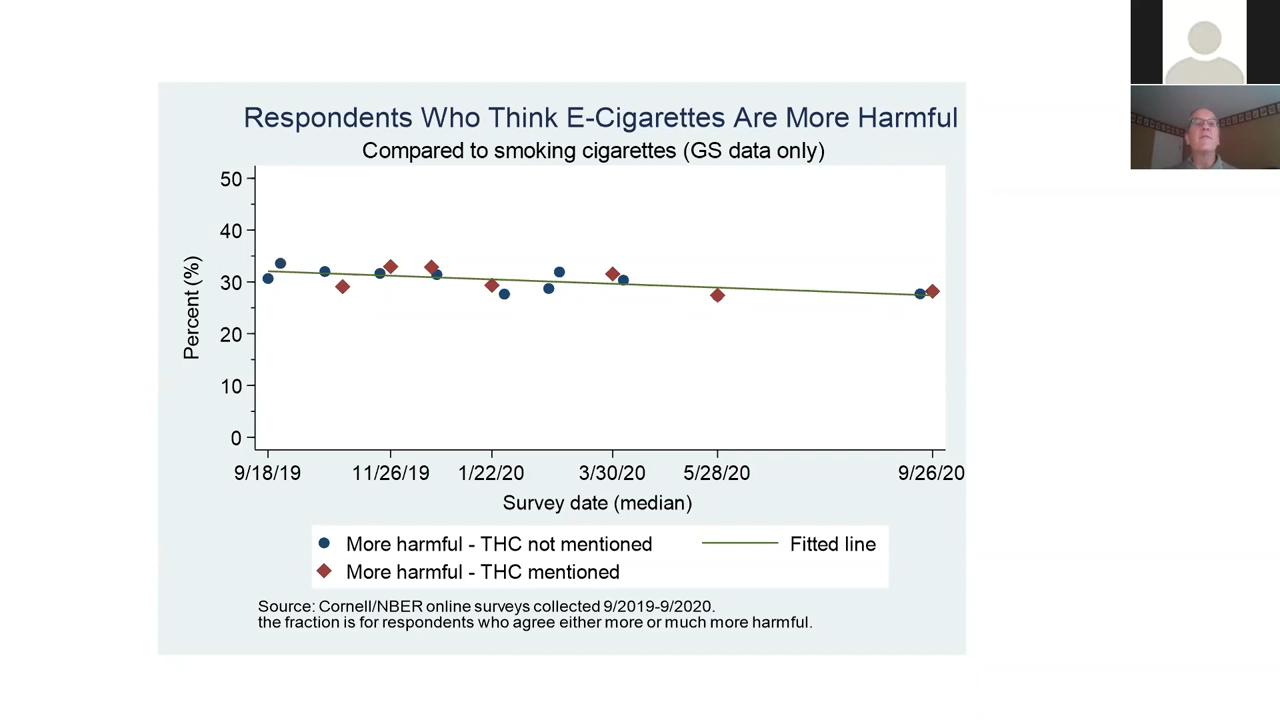 Respondents Who Think E-Cigarettes Are More Harmful
Compared to smoking cigarettes (GS data only)
50
40
30
20
10
0
Percent (%)
9/18/19 11/26/19 1/22/20 3/30/20 5/28/20 9/26/20
Survey date (median)
More harmful - THC not mentioned Fitted line
More harmful - THC mentioned
Source: Cornell/NBER online surveys collected 9/2019-9/2020.
the fraction is for respondents who agree either more or much more harmful.